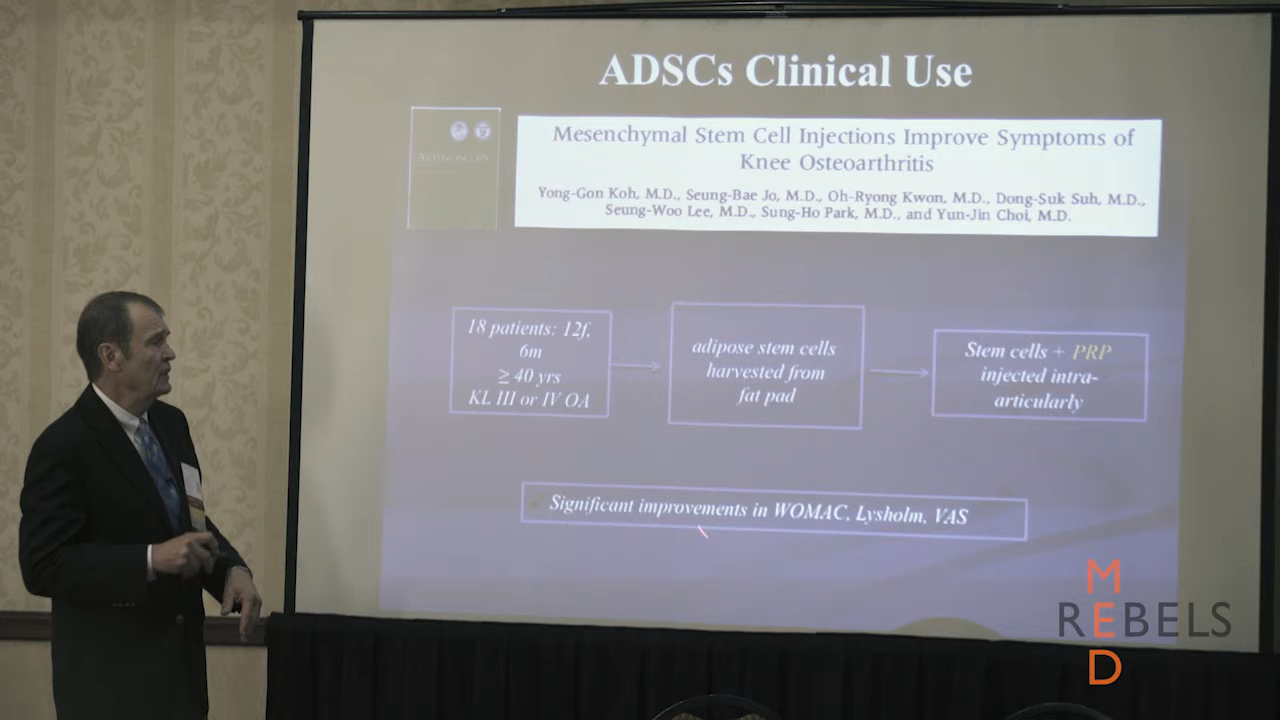 ADSCs Clinical Use
ARTHROSCOPY
Mesenchymal Stem Cell Injections Improve Symptoms of
Knee Osteoarthritis
Yong-Gon Koh, M.D., Seung-Bae Jo, M.D., Oh-Ryong Kwon, M.D., Dong-Suk Suh, M.D.,
Seung-Woo Lee, M.D., Sung-Ho Park, M.D., and Yun-Jin Choi, M.D.
18 patients: 12f,
6m
≥ 40 yrs
KL III or IV OA
adipose stem cells
harvested from
fat pad
Stem cells + PRP
injected intra-
articularly
Significant improvements in WOMAC, Lysholm, VAS
MED
REBELS